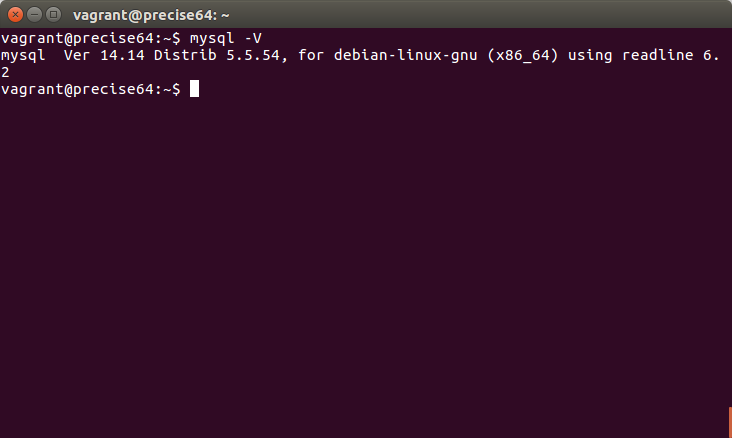 vagrant@precise64: ~
vagrant@precise64:~$ mysql -V
mysql  Ver 14.14 Distrib 5.5.54, for debian-linux-gnu (x86_64) using readline 6.
2
vagrant@precise64:~$